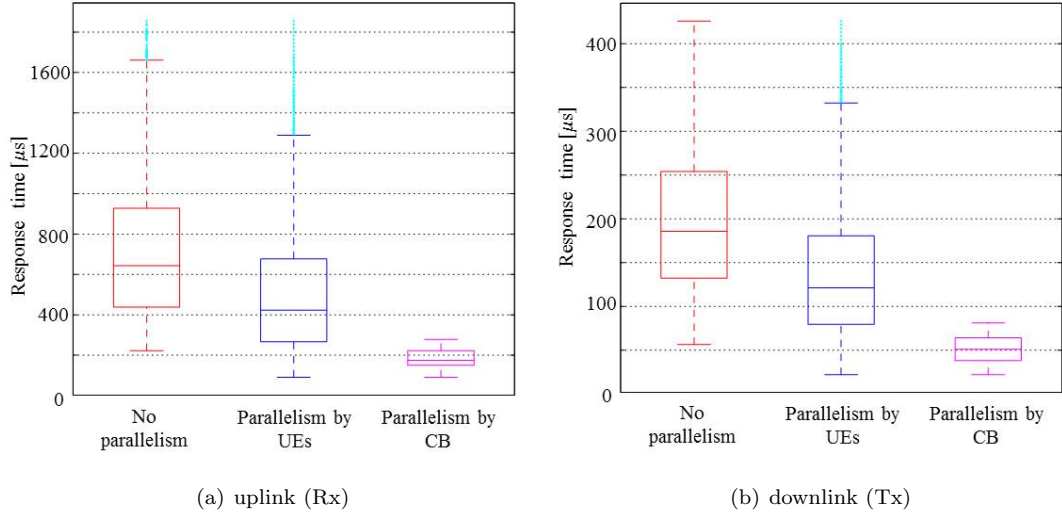 Response time [μs]
1600
1200
800
400
0
No
parallelism
Parallelism by
UEs
Parallelism by
CB
(a) uplink (Rx)
Response time [μs]
400
300
200
100
0
No
parallelism
Parallelism by
UEs
Parallelism by
CB
(b) downlink (Tx)